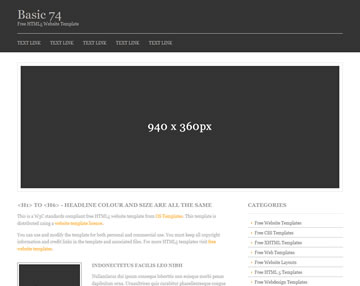 Basic 74
Free HTML5 Website Template
TEXT LINK TEXT LINK TEXT LINK TEXT LINK TEXT LINK
940 x 360px
<H1> TO <H6> - HEADLINE COLOUR AND SIZE ARE ALL THE SAME
This is a W3C standards compliant free HTML5 website template from OS Templates. This template is
distributed using a website template licence.
You can use and modify the template for both personal and commercial use. You must keep all copyright
information and credit links in the template and associated files. For more HTML5 templates visit free
website templates.
INDONECTETUS FACILIS LEO NIBH
Nullamlacus dui ipsum conseque loborttis non euisque morbi penas
dapibulum orna. Urnaultrices quis curabitur phasellentesque congue
CATEGORIES
Free Website Templates
Free CSS Templates
Free XHTML Templates
Free Web Templates
Free Website Layouts
Free HTML 5 Templates
Free Webdesign Templates